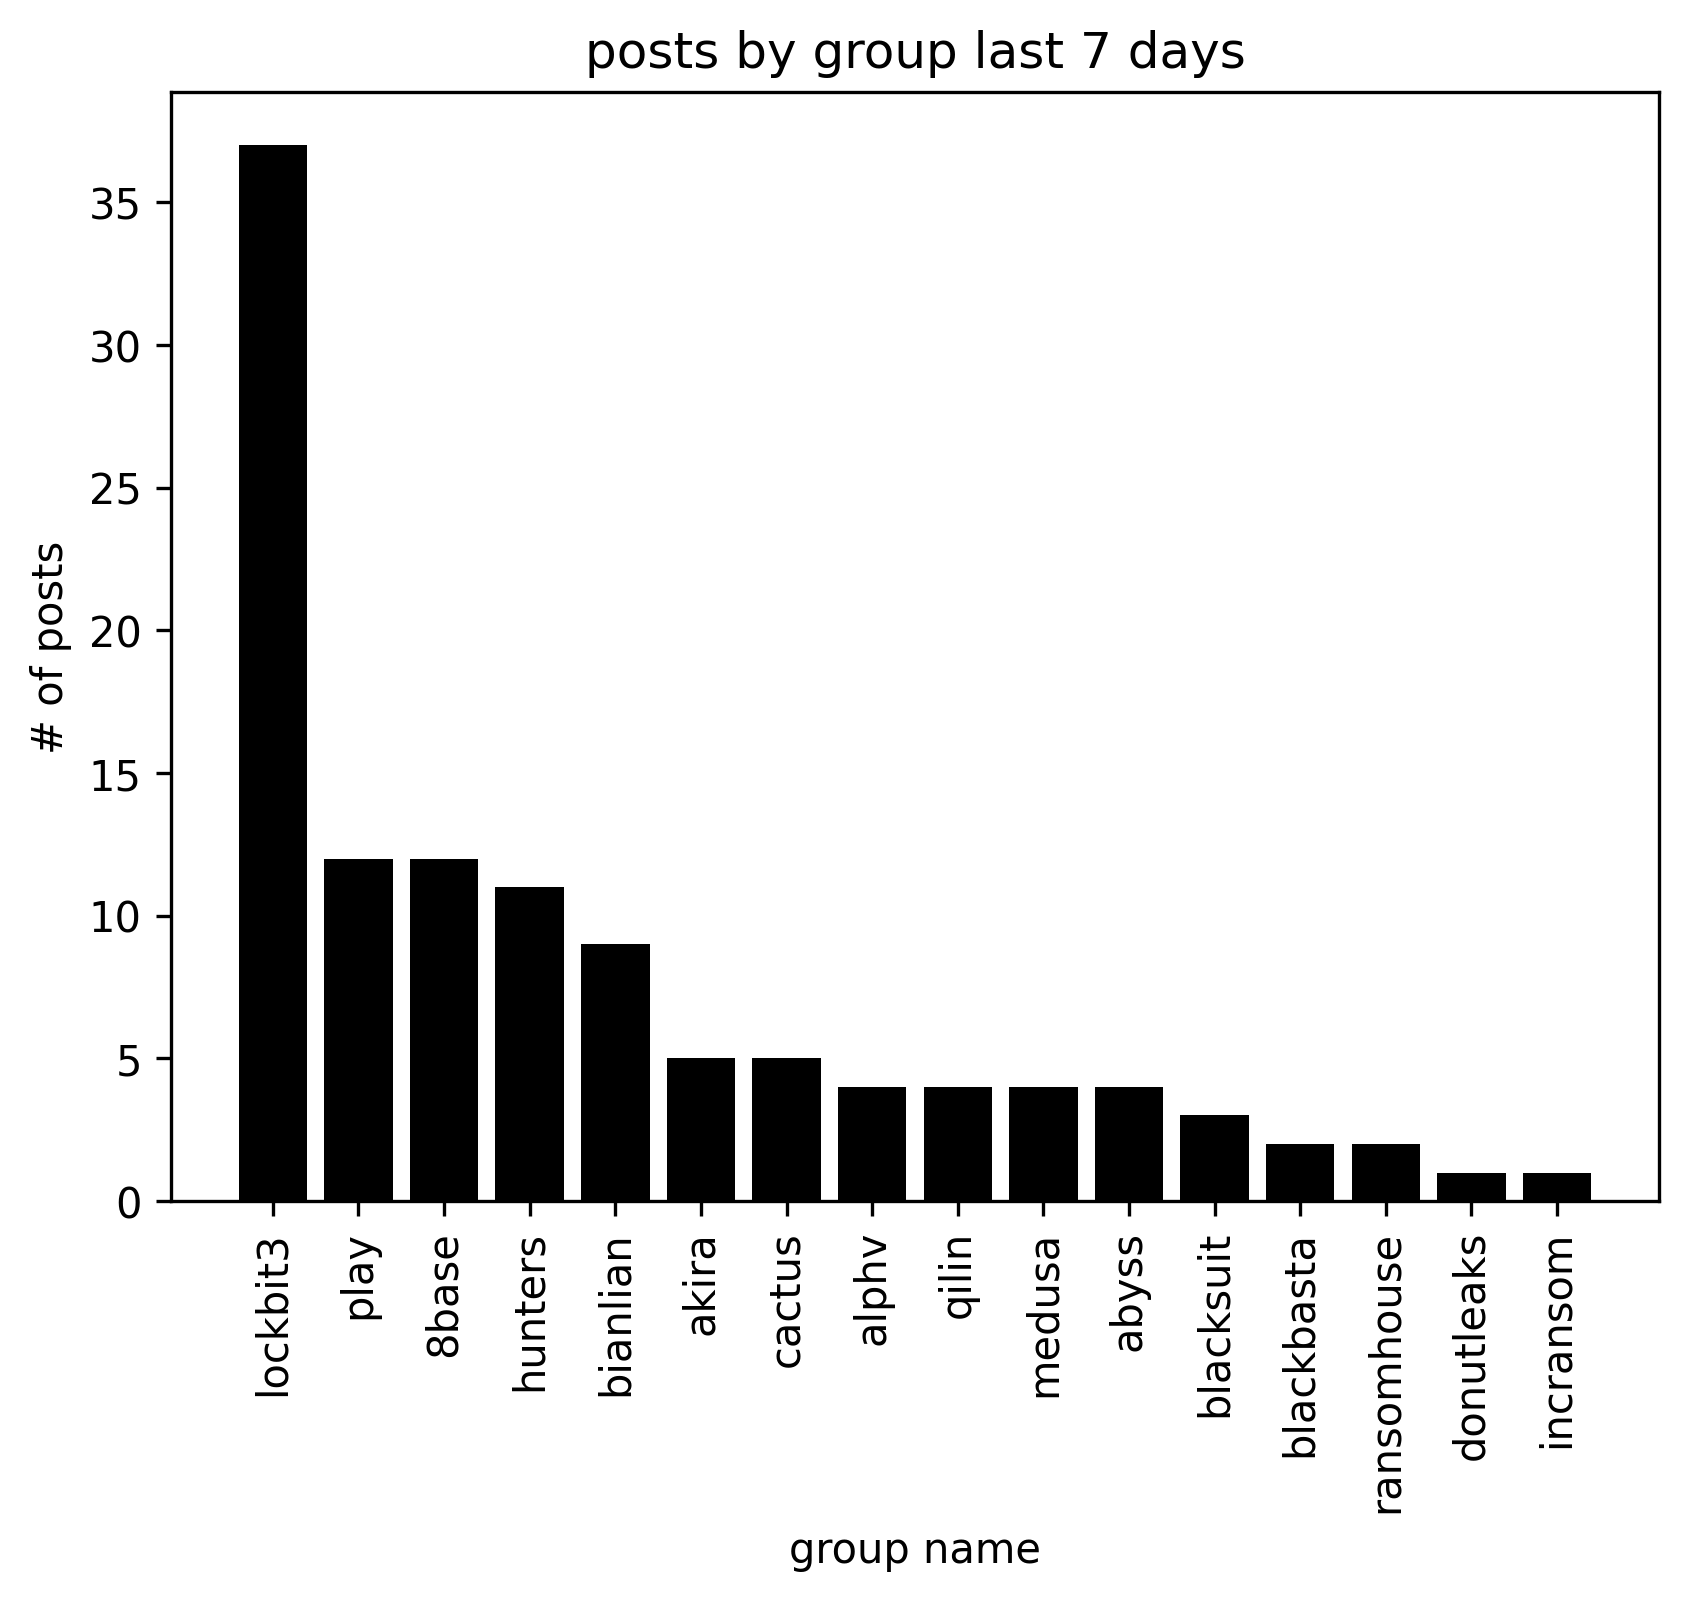 posts by group last 7 days
# of posts
35
30
25
20
15
10
5
0
lockbit3
play
8base
hunters
bianlian
akira
cactus
alphv
qilin
medusa
abyss
blacksuit
blackbasta
ransomhouse
donutleaks
incransom
group name